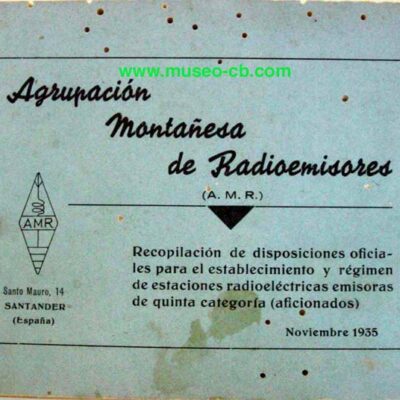 www.museo-cb.com
Agrupación
Montañesa
de Radioemisores
(A. M. R.)
AMR
Santo Mauro, 14
SANTANDER
(España)
Recopilación de disposiciones oficia-
les para el establecimiento y régimen
de estaciones radioeléctricas emisoras
de quinta categoría (aficionados)
Noviembre 1935